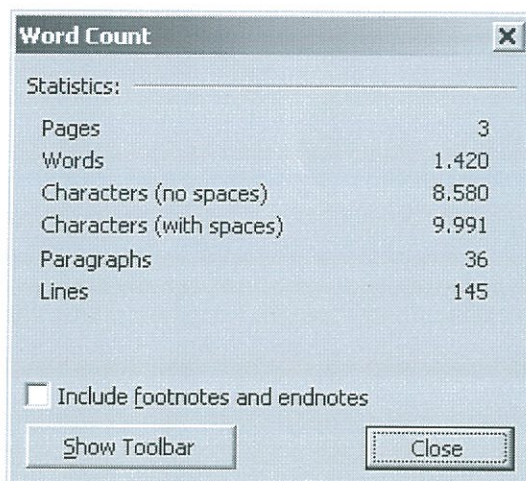 Word Count
Statistics:
Pages 3
Words 1.420
Characters (no spaces) 8.580
Characters (with spaces) 9.991
Paragraphs 36
Lines 145
Include footnotes and endnotes
Show Toolbar Close